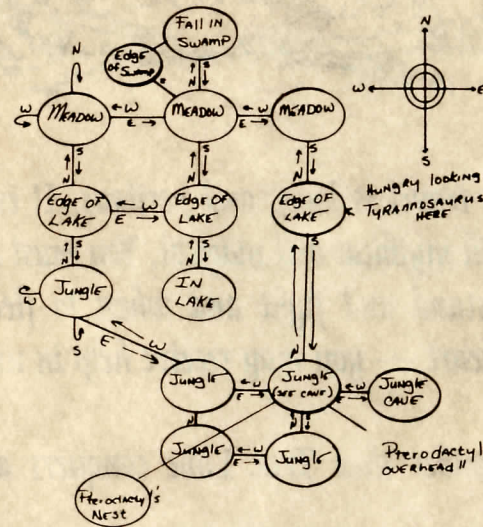 Fall in
Swamp
Edge
of Swamp
N
S
N
N
W
Meadow
W
E
Meadow
W
E
Meadow
W
E
S
S
N
S
N
S
N
S
Edge of
Lake
W
E
Edge of
Lake
Edge of
Lake
Hungry looking
Tyrannosaurus
Here
N
S
N
S
S
W
Jungle
S
In
Lake
E
W
N
Jungle
W
E
Jungle
(see cave)
W
E
Jungle
Cave
N
S
N
S
Jungle
W
E
Jungle
Pterodactyl
overhead"
Pterodactyl's
Nest